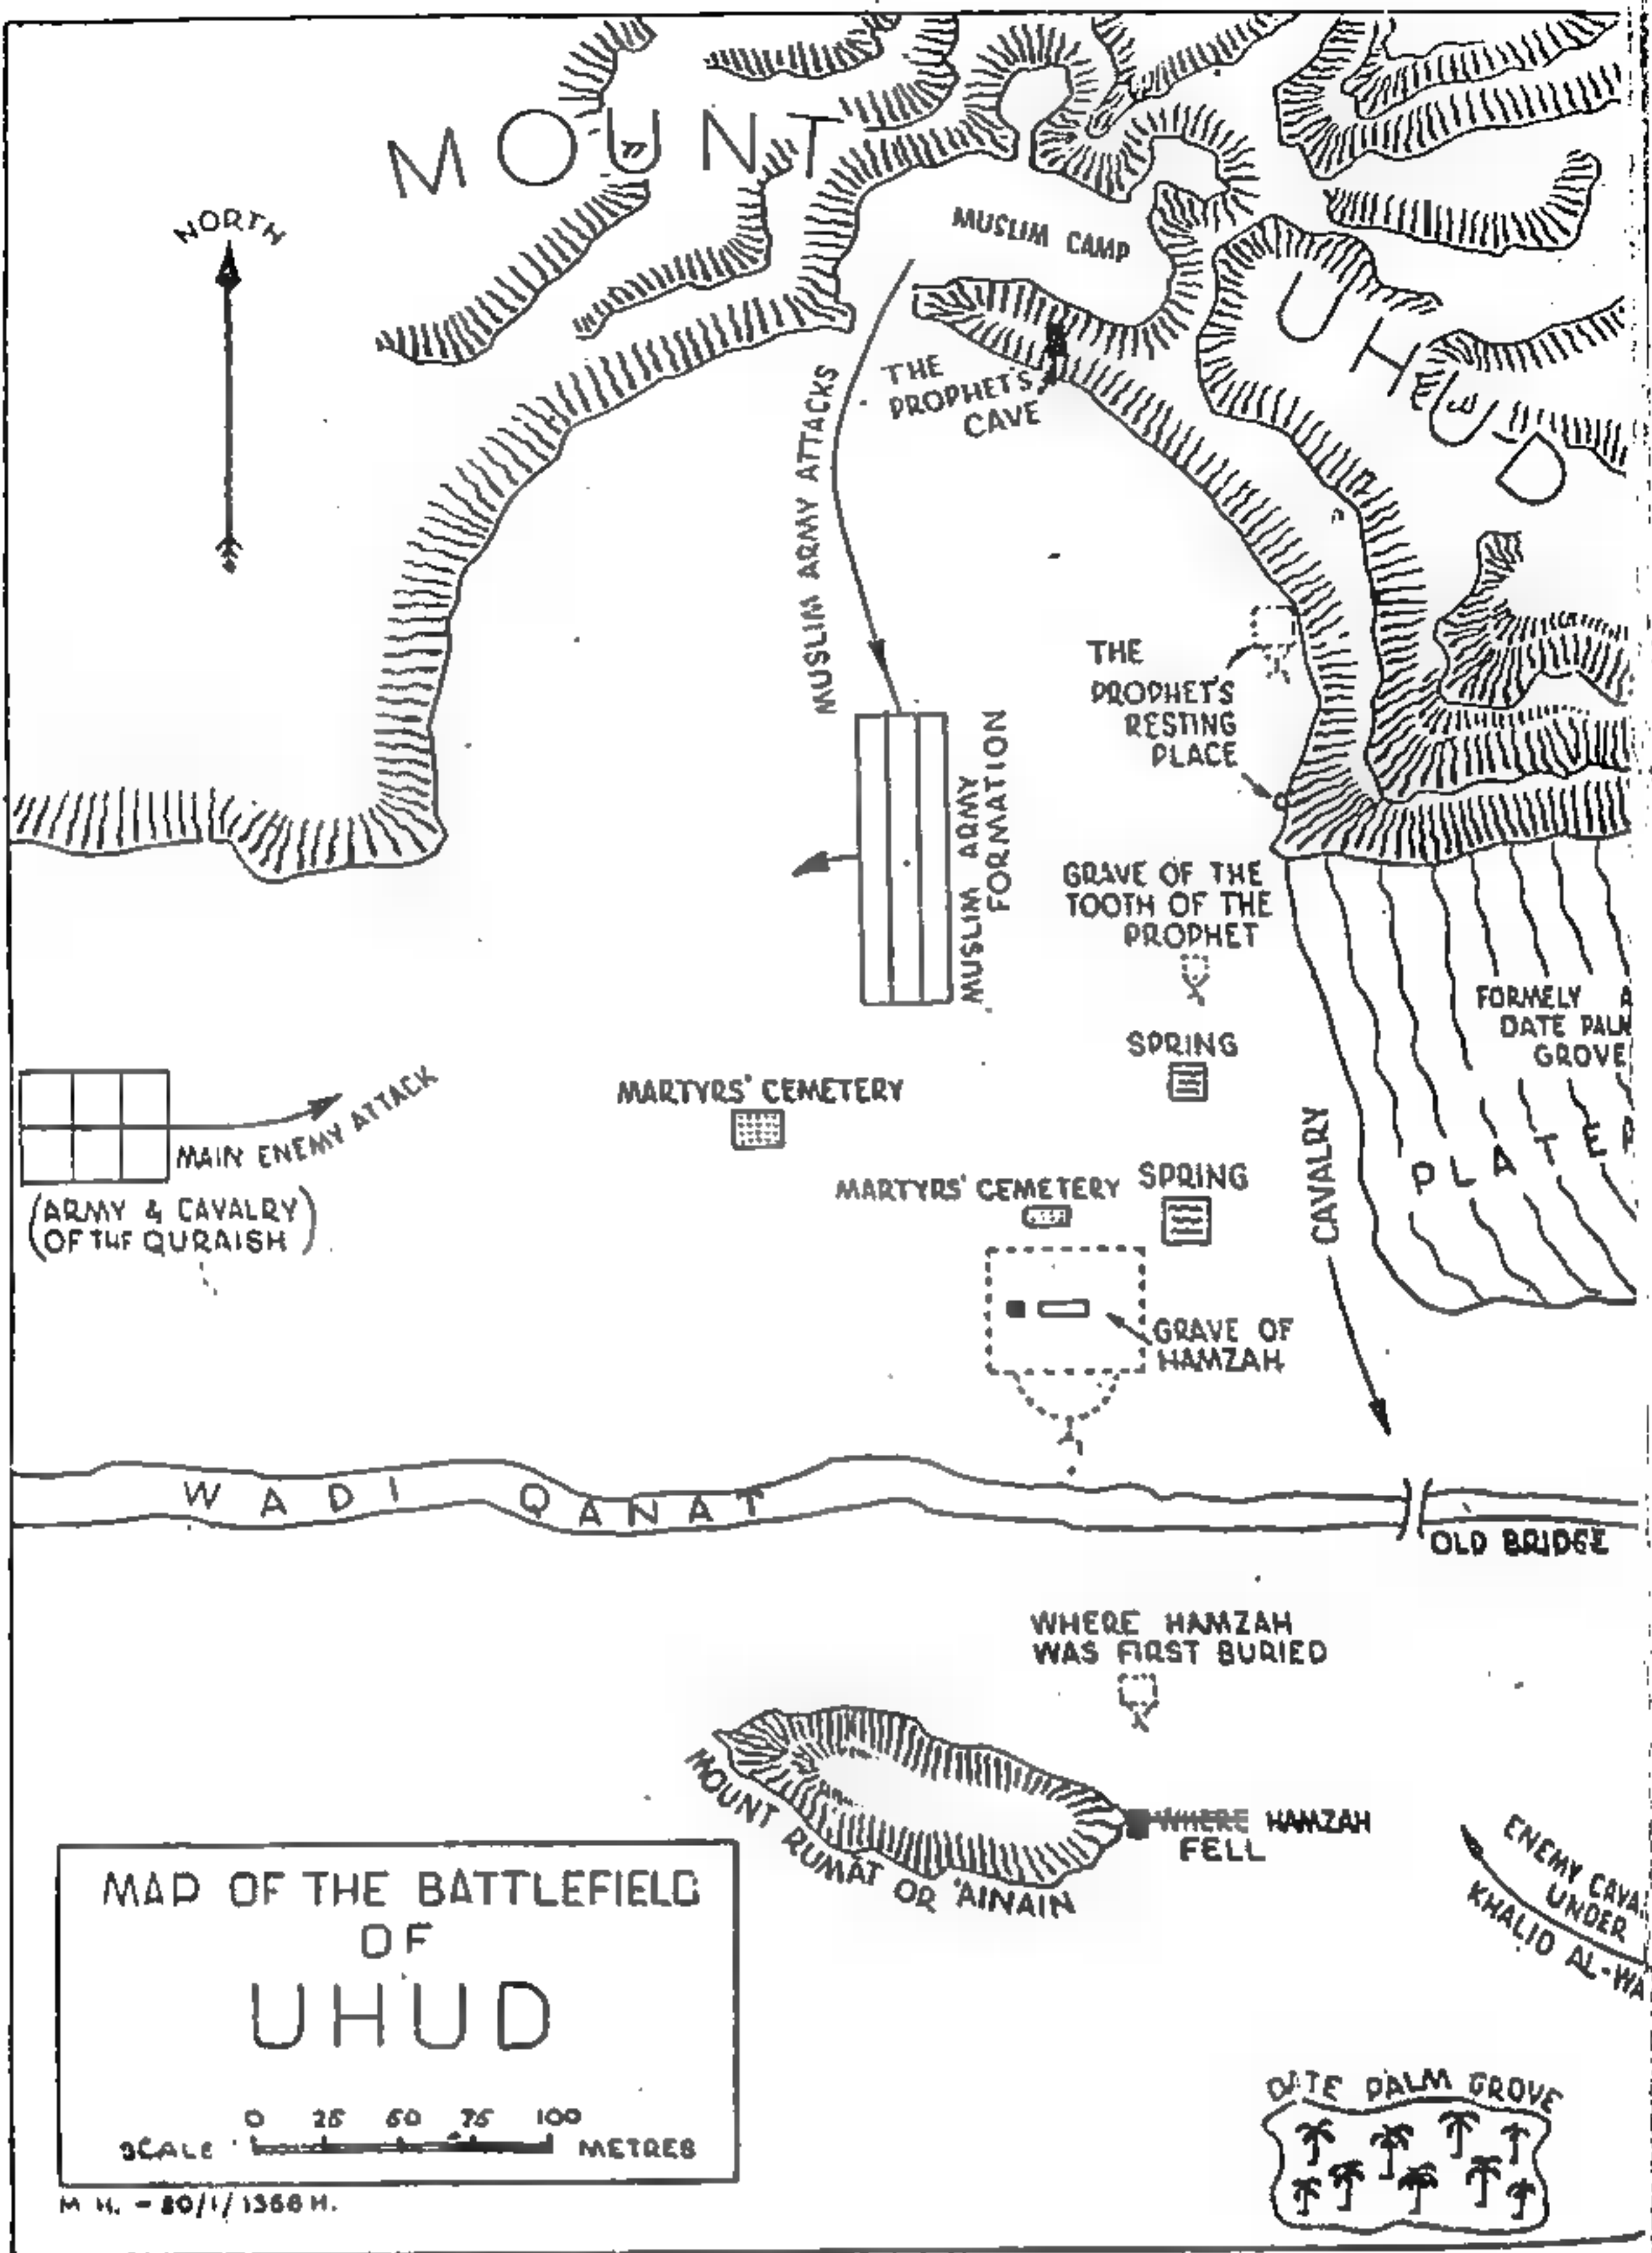 MOUNT
NORTH
MUSLIM CAMP
UHUD
THE
PROPHET'S
CAVE
MUSLIM ARMY ATTACKS
THE
PROPHET'S
RESTING
PLACE
MUSLIM ARMY
FORMATION
GRAVE OF THE
TOOTH OF THE
PROPHET
FORMELY A
DATE PALM
GROVE
SPRING
MARTYRS' CEMETERY
MAIN ENEMY ATTACK
(ARMY & CAVALRY
OF THE QURAISH)
CAVALRY
PLATE
MARTYRS' CEMETERY
SPRING
GRAVE OF
HAMZAH
WADI QANAT
OLD BRIDGE
WHERE HAMZAH
WAS FIRST BURIED
MOUNT RUMAT OR 'AINAIN
WHERE HAMZAH
FELL
ENEMY CAVA
UNDER
KHALID AL-WA
MAP OF THE BATTLEFIELD
OF
UHUD
0 25 50 75 100
SCALE METRES
DATE PALM GROVE
M H.